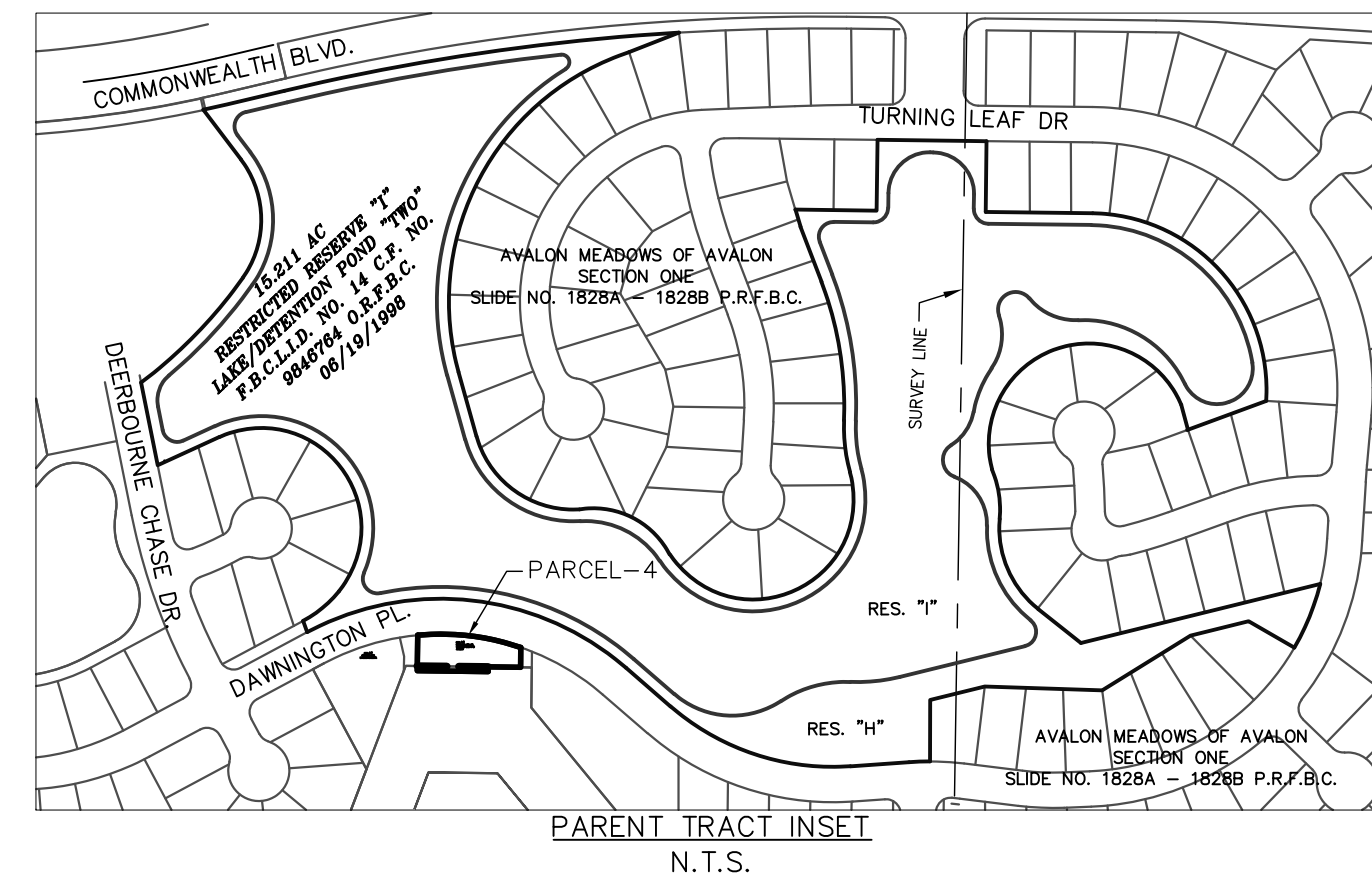 COMMONWEALTH BLVD.
TURNING LEAF DR
15.211 AC
RESTRICTED RESERVE "I"
LAKE/DETENTION POND "TWO"
F.B.C.L.I.D. NO. 14 C.F. NO.
9846764 O.R.F.B.C.
06/19/1998
AVALON MEADOWS OF AVALON
SECTION ONE
SLIDE NO. 1828A - 1828B P.R.F.B.C.
SURVEY LINE
DEERBOURNE CHASE DR.
PARCEL-4
RES. "I"
DAWNINGTON PL.
RES. "H"
AVALON MEADOWS OF AVALON
SECTION ONE
SLIDE NO. 1828A - 1828B P.R.F.B.C.
PARENT TRACT INSET
N.T.S.